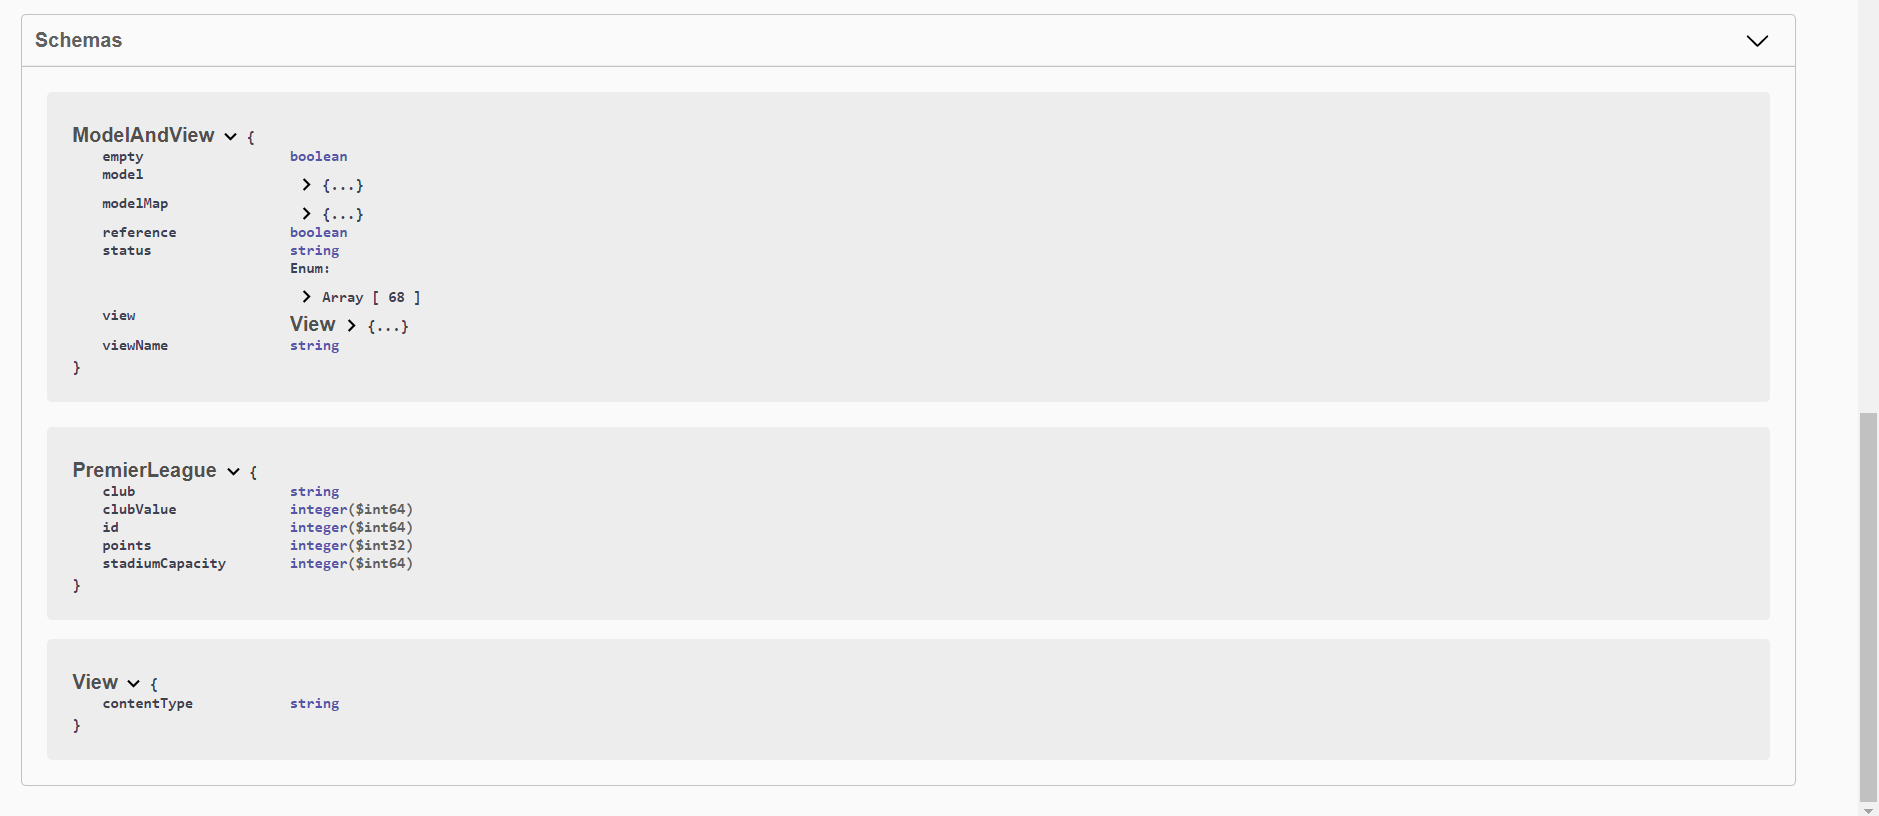 Schemas
ModelAndView {
empty boolean
model {...}
modelMap {...}
reference boolean
status string
Enum:
Array [ 68 ]
view View {...}
viewName string
}
PremierLeague {
club string
clubValue integer($int64)
id integer($int64)
points integer($int32)
stadiumCapacity integer($int64)
}
View {
contentType string
}